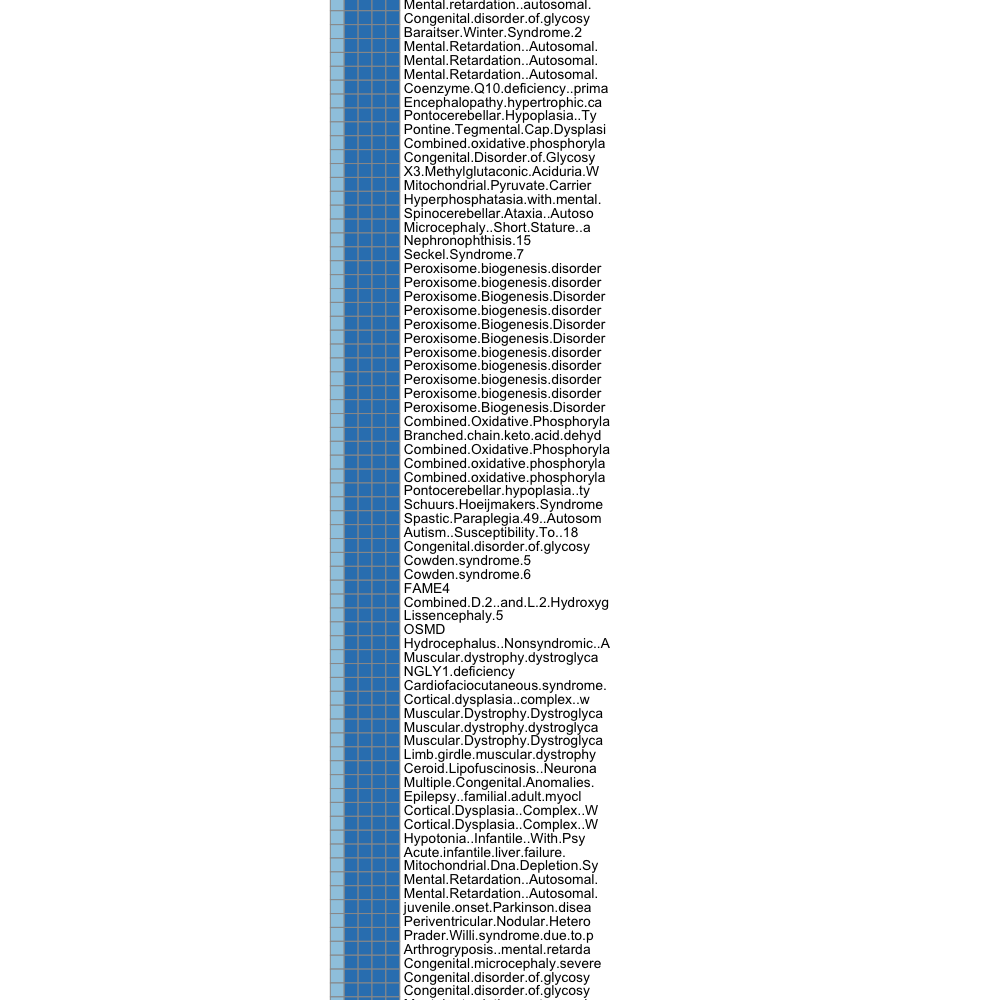 Mental.retardation..autosomal.
Congenital.disorder.of.glycosy
Baraitser.Winter.Syndrome.2
Mental.Retardation..Autosomal.
Mental.Retardation..Autosomal.
Mental.Retardation..Autosomal.
Coenzyme.Q10.deficiency..prima
Encephalopathy.hypertrophic.ca
Pontocerebellar.Hypoplasia..Ty
Pontine.Tegmental.Cap.Dysplasi
Combined.oxidative.phosphoryla
Congenital.Disorder.of.Glycosy
X3.Methylglutaconic.Aciduria.W
Mitochondrial.Pyruvate.Carrier
Hyperphosphatasia.with.mental.
Spinocerebellar.Ataxia..Autoso
Microcephaly..Short.Stature..a
Nephronophthisis.15
Seckel.Syndrome.7
Peroxisome.biogenesis.disorder
Peroxisome.biogenesis.disorder
Peroxisome.Biogenesis.Disorder
Peroxisome.biogenesis.disorder
Peroxisome.Biogenesis.Disorder
Peroxisome.Biogenesis.Disorder
Peroxisome.biogenesis.disorder
Peroxisome.biogenesis.disorder
Peroxisome.biogenesis.disorder
Peroxisome.biogenesis.disorder
Peroxisome.Biogenesis.Disorder
Combined.Oxidative.Phosphoryla
Branched.chain.keto.acid.dehyd
Combined.Oxidative.Phosphoryla
Combined.oxidative.phosphoryla
Combined.oxidative.phosphoryla
Pontocerebellar.hypoplasia..ty
Schuurs.Hoeijmakers.Syndrome
Spastic.Paraplegia.49..Autosom
Autism..Susceptibility.To..18
Congenital.disorder.of.glycosy
Cowden.syndrome.5
Cowden.syndrome.6
FAME4
Combined.D.2..and.L.2.Hydroxyg
Lissencephaly.5
OSMD
Hydrocephalus..Nonsyndromic..A
Muscular.dystrophy.dystroglyca
NGLY1.deficiency
Cardiofaciocutaneous.syndrome.
Cortical.dysplasia..complex..w
Muscular.Dystrophy.Dystroglyca
Muscular.dystrophy.dystroglyca
Muscular.Dystrophy.Dystroglyca
Limb.girdle.muscular.dystrophy
Ceroid.Lipofuscinosis..Neurona
Multiple.Congenital.Anomalies.
Epilepsy..familial.adult.myocl
Cortical.Dysplasia..Complex..W
Cortical.Dysplasia..Complex..W
Hypotonia..Infantile..With.Psy
Acute.infantile.liver.failure.
Mitochondrial.Dna.Depletion.Sy
Mental.Retardation..Autosomal.
Mental.Retardation..Autosomal.
juvenile.onset.Parkinson.disea
Periventricular.Nodular.Hetero
Prader.Willi.syndrome.due.to.p
Arthrogryposis..mental.retarda
Congenital.microcephaly.severe
Congenital.disorder.of.glycosy
Congenital.disorder.of.glycosy